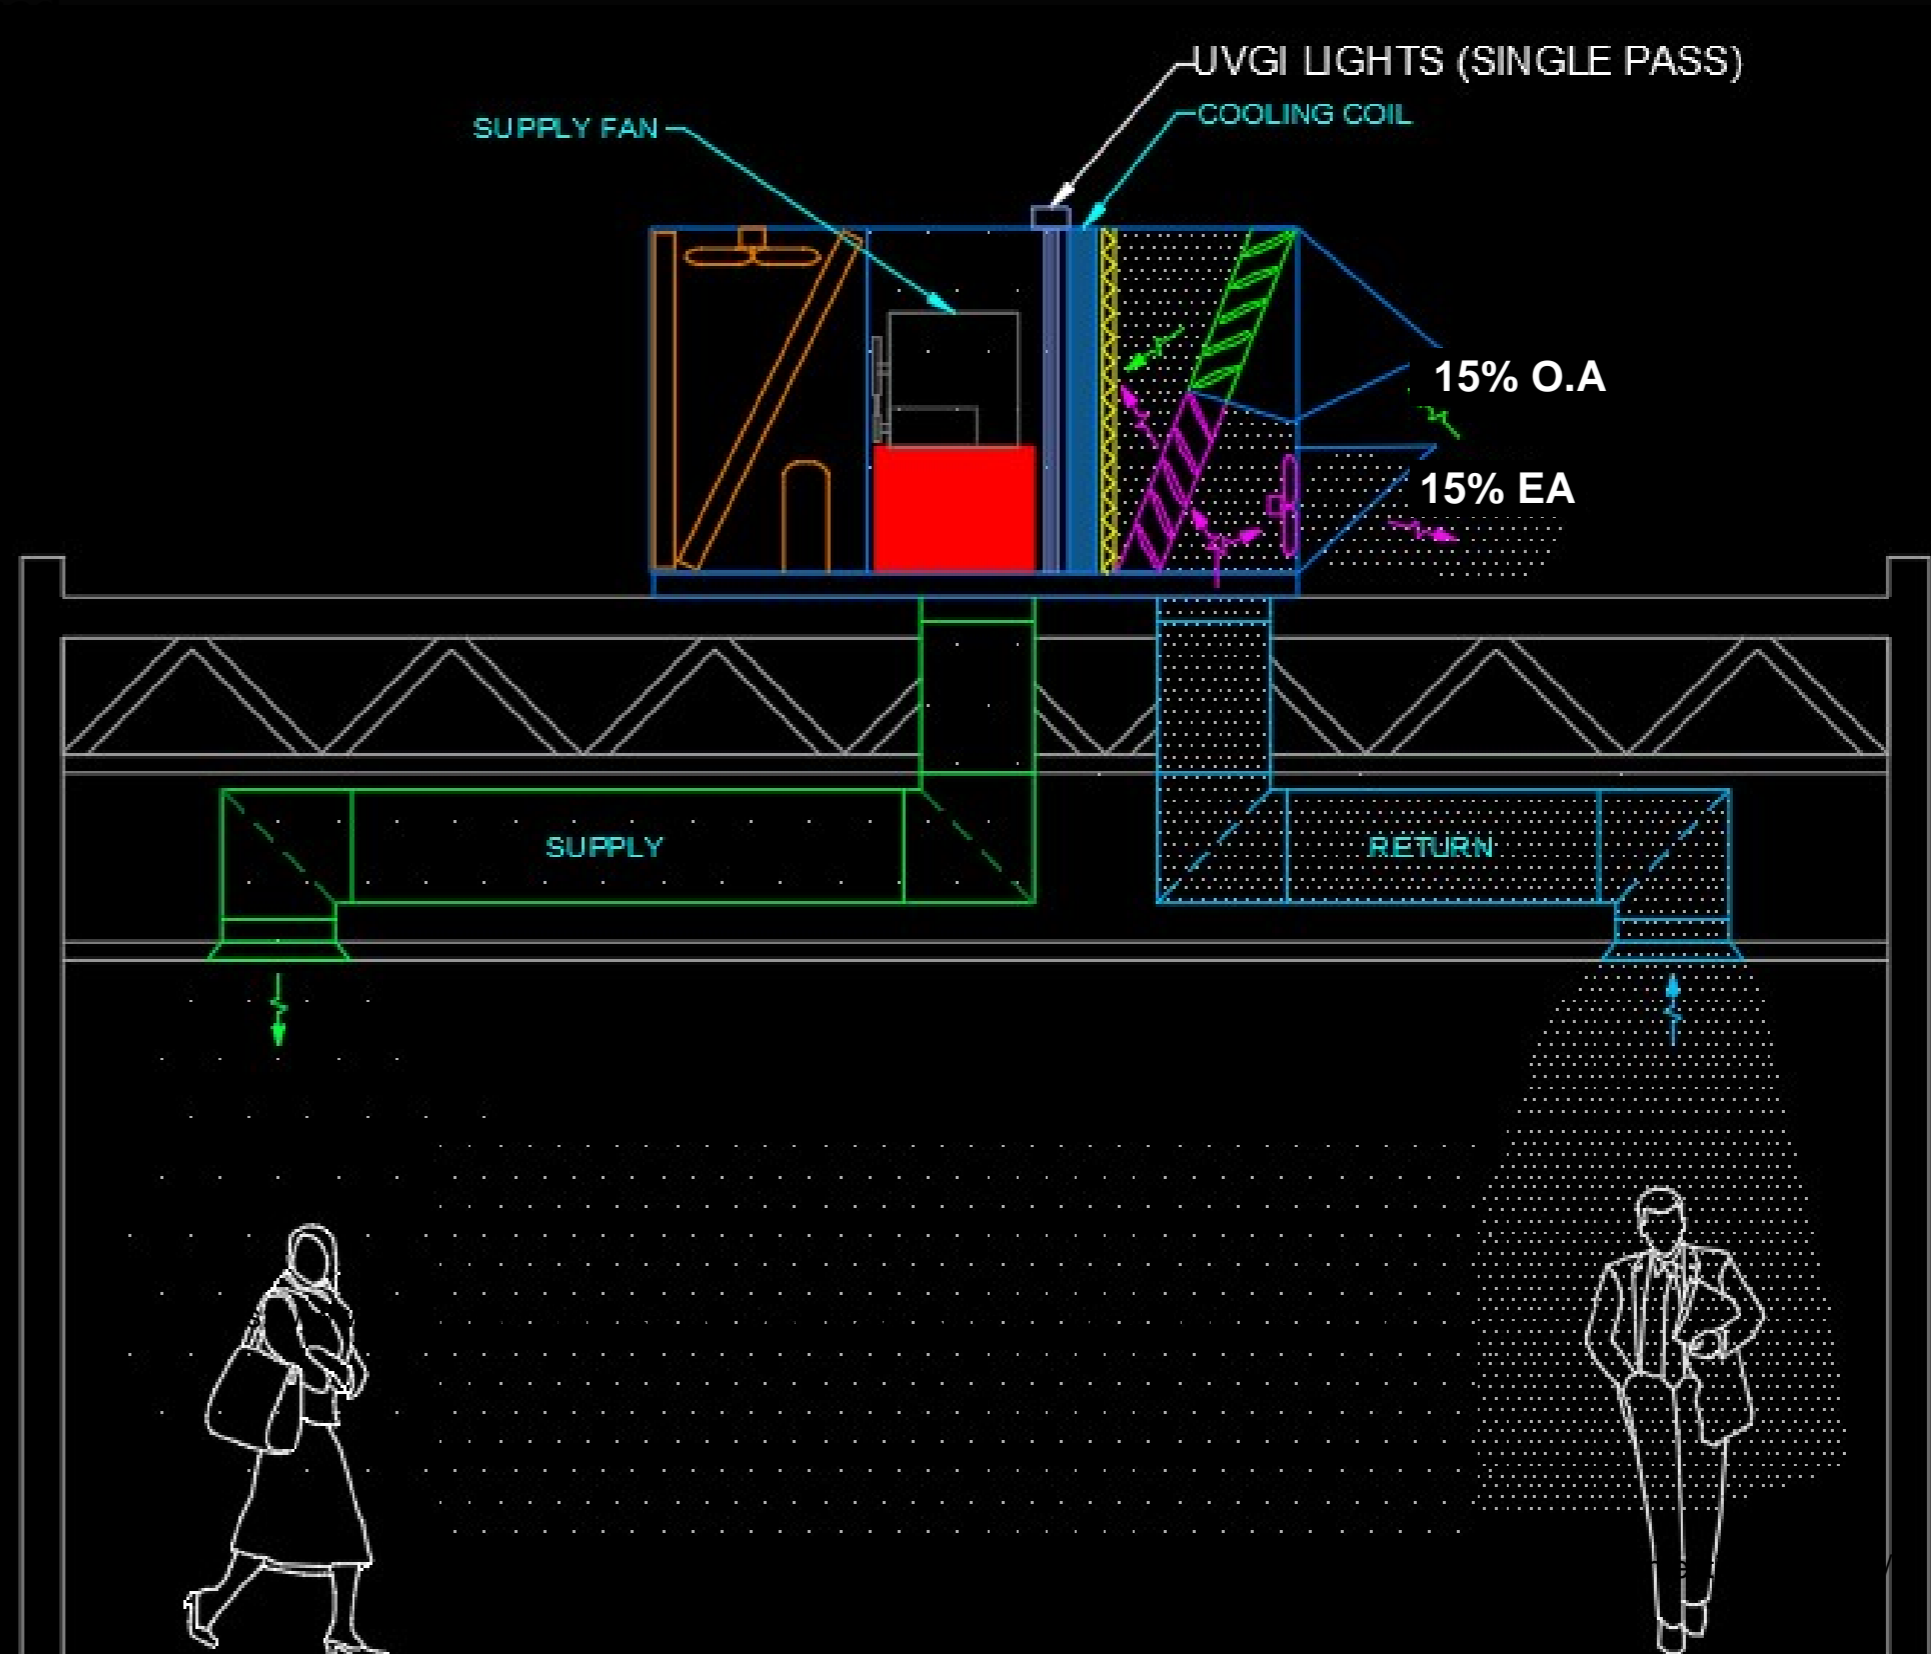 UVGI LIGHTS (SINGLE PASS)
COOLING COIL
SUPPLY FAN
15% O.A
15% EA
SUPPLY
RETURN